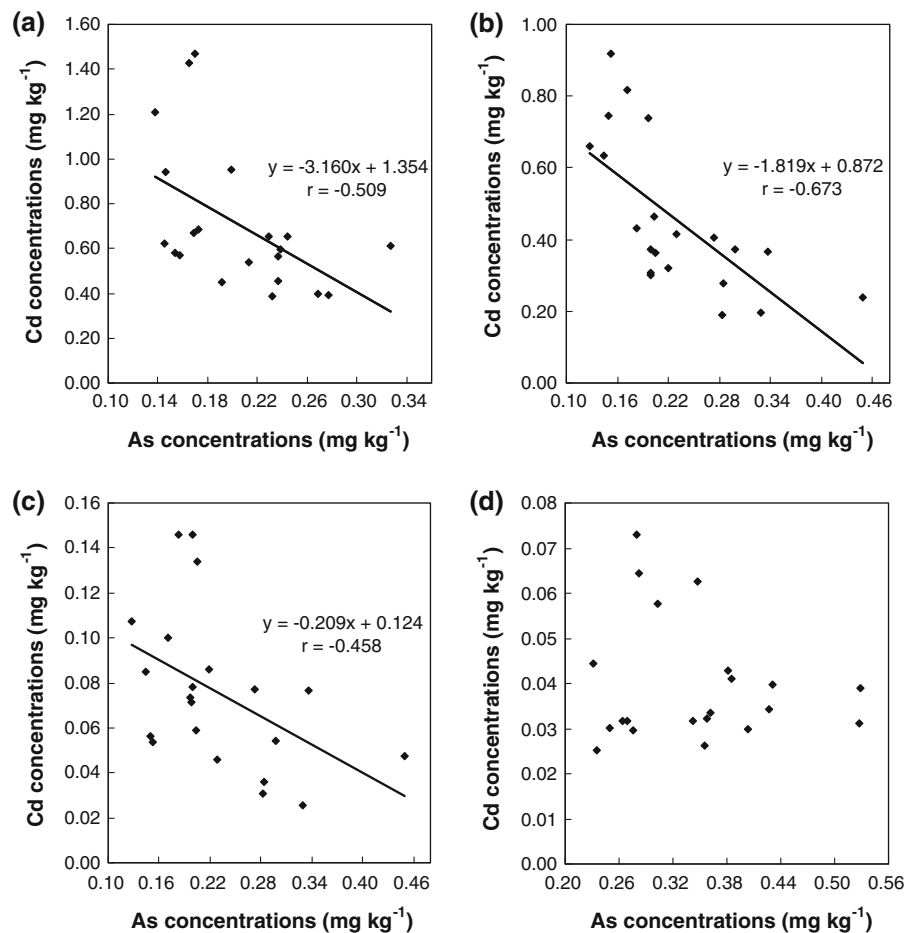 (a)
1.60
1.40
1.20
1.00
0.80
0.60
0.40
0.20
0.00
Cd concentrations (mg kg⁻¹)
y = -3.160x + 1.354
r = -0.509
0.10 0.14 0.18 0.22 0.26 0.30 0.34
As concentrations (mg kg⁻¹)
(b)
1.00
0.80
0.60
0.40
0.20
0.00
Cd concentrations (mg kg⁻¹)
y = -1.819x + 0.872
r = -0.673
0.10 0.16 0.22 0.28 0.34 0.40 0.46
As concentrations (mg kg⁻¹)
(c)
0.16
0.14
0.12
0.10
0.08
0.06
0.04
0.02
0.00
Cd concentrations (mg kg⁻¹)
y = -0.209x + 0.124
r = -0.458
0.10 0.16 0.22 0.28 0.34 0.40 0.46
As concentrations (mg kg⁻¹)
(d)
0.08
0.07
0.06
0.05
0.04
0.03
0.02
0.01
0.00
Cd concentrations (mg kg⁻¹)
0.20 0.26 0.32 0.38 0.44 0.50 0.56
As concentrations (mg kg⁻¹)